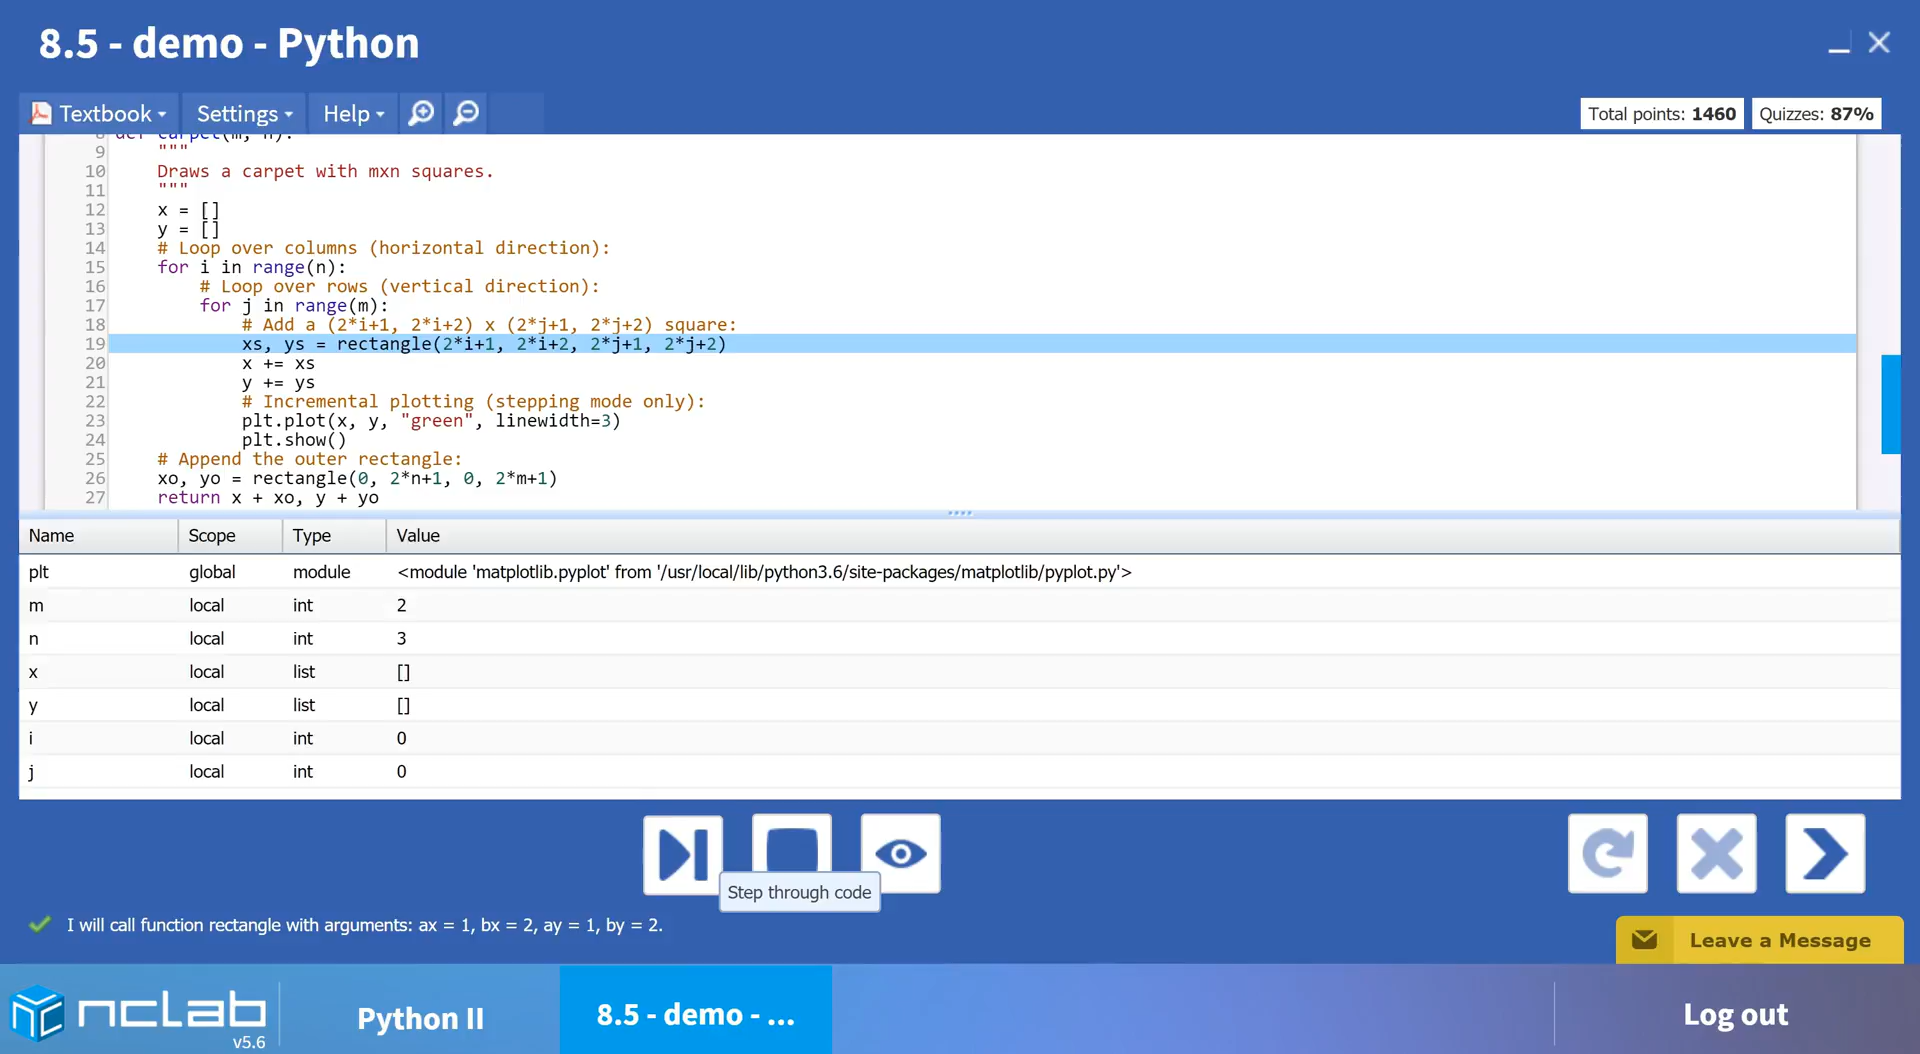 8.5 - demo - Python
Textbook Settings Help
Total points: 1460 Quizzes: 87%
8 def carpet(m, n):
9 """
10 Draws a carpet with mxn squares.
11 """
12 x = []
13 y = []
14 # Loop over columns (horizontal direction):
15 for i in range(n):
16 # Loop over rows (vertical direction):
17 for j in range(m):
18 # Add a (2*i+1, 2*i+2) x (2*j+1, 2*j+2) square:
19 xs, ys = rectangle(2*i+1, 2*i+2, 2*j+1, 2*j+2)
20 x += xs
21 y += ys
22 # Incremental plotting (stepping mode only):
23 plt.plot(x, y, "green", linewidth=3)
24 plt.show()
25 # Append the outer rectangle:
26 xo, yo = rectangle(0, 2*n+1, 0, 2*m+1)
27 return x + xo, y + yo
Name Scope Type Value
plt global module <module 'matplotlib.pyplot' from '/usr/local/lib/python3.6/site-packages/matplotlib/pyplot.py'>
m local int 2
n local int 3
x local list []
y local list []
i local int 0
j local int 0
Step through code
I will call function rectangle with arguments: ax = 1, bx = 2, ay = 1, by = 2.
Leave a Message
nclab v5.6
Python II
8.5 - demo - ...
Log out